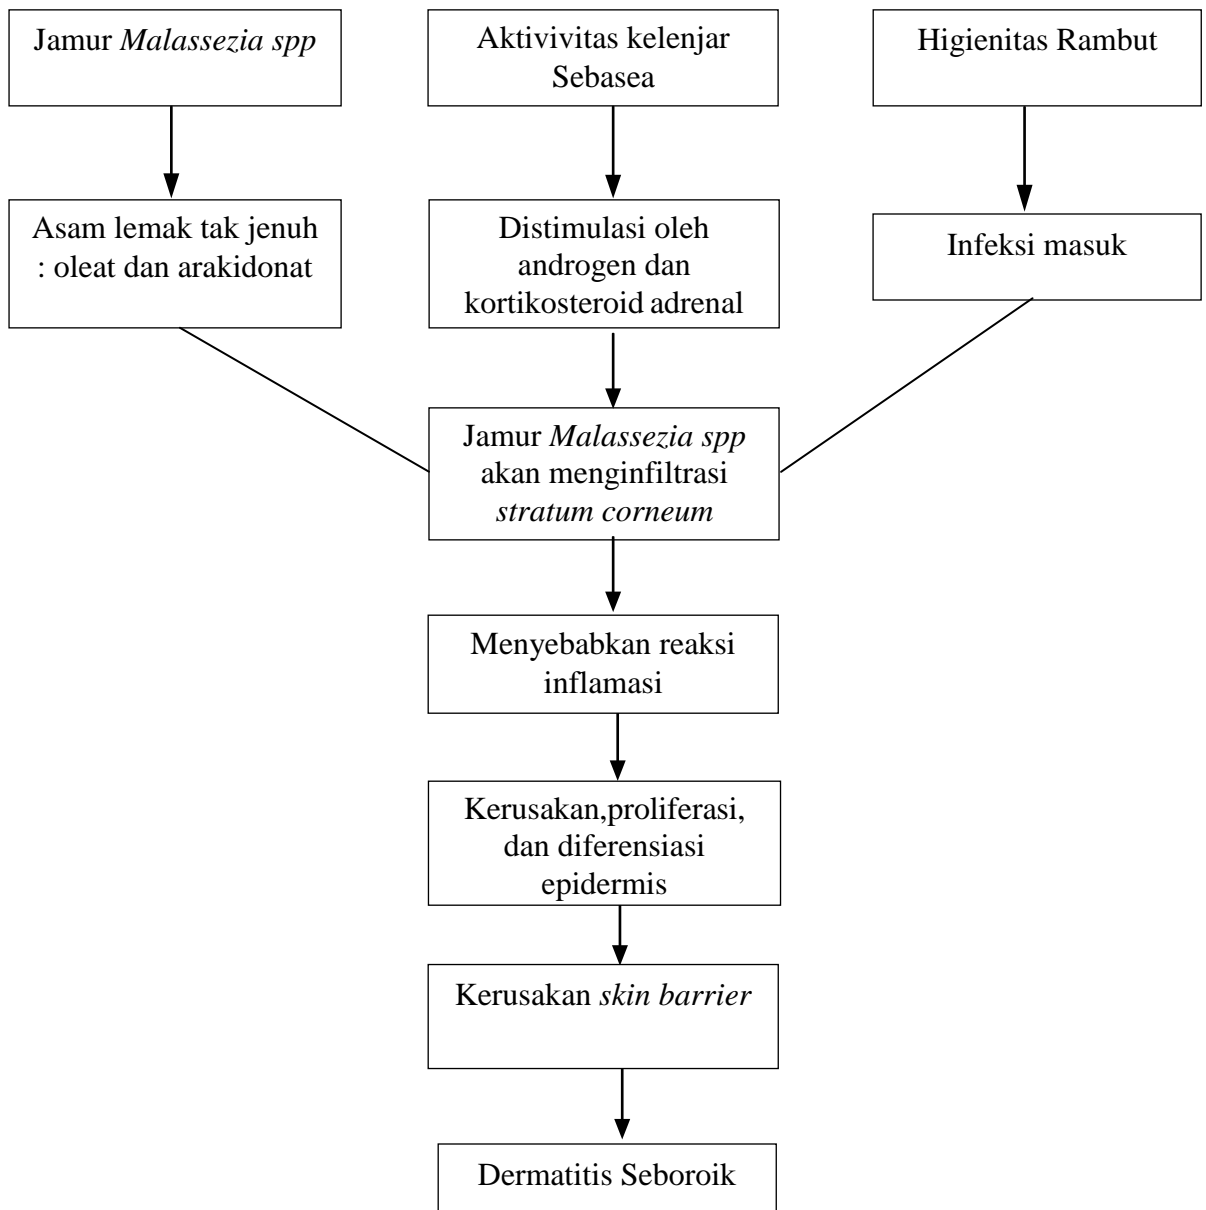 Jamur Malassezia spp
Aktivivitas kelenjar
Sebasea
Higienitas Rambut
Asam lemak tak jenuh
: oleat dan arakidonat
Distimulasi oleh
androgen dan
kortikosteroid adrenal
Infeksi masuk
Jamur Malassezia spp
akan menginfiltrasi
stratum corneum
Menyebabkan reaksi
inflamasi
Kerusakan,proliferasi,
dan diferensiasi
epidermis
Kerusakan skin barrier
Dermatitis Seboroik